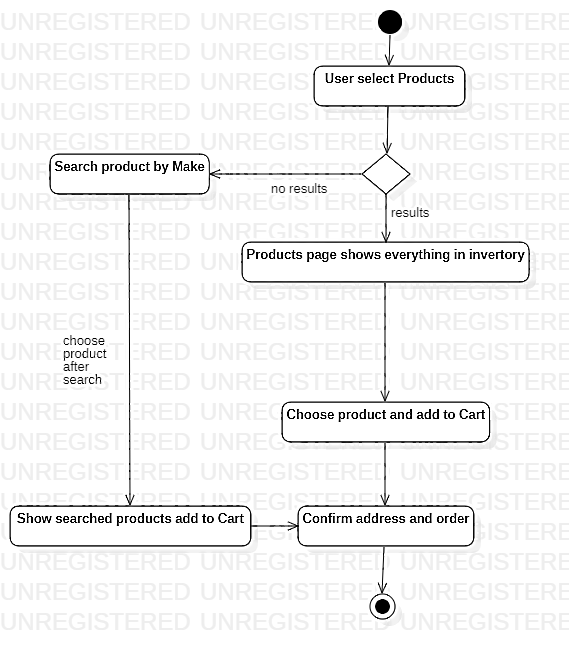 User select Products
Search product by Make
no results
results
Products page shows everything in invertory
choose
product
after
search
Choose product and add to Cart
Show searched products add to Cart
Confirm address and order
UNREGISTERED